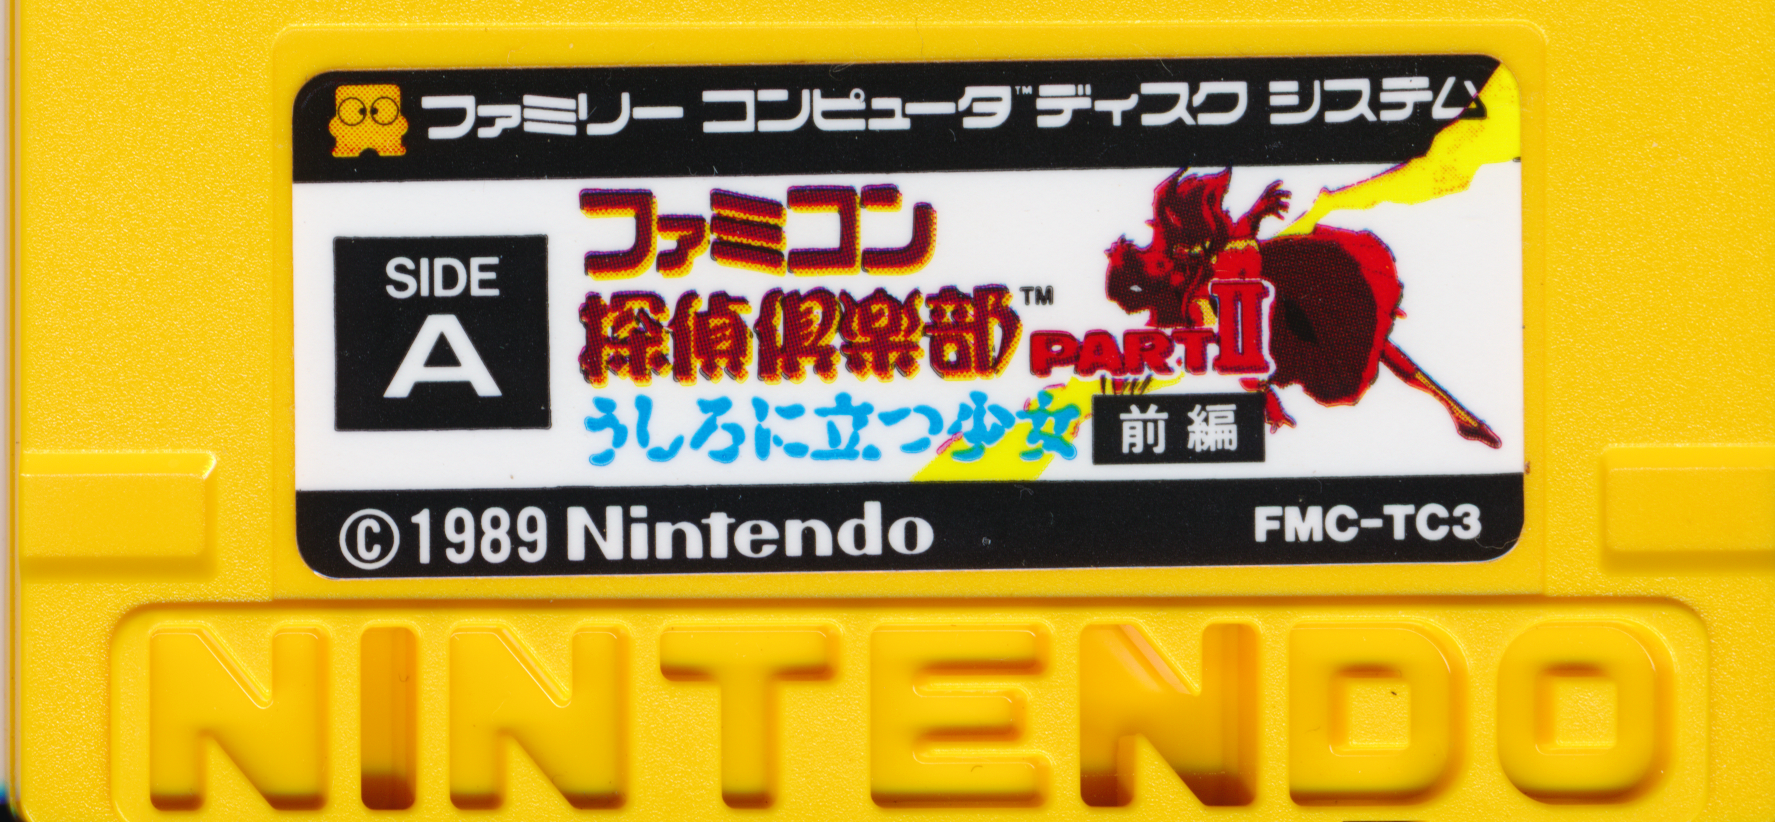 ファミリー コンピュータ™ ディスク システム
SIDE
A
ファミコン
探偵倶楽部™ PART II
うしろに立つ少女 前編
©1989 Nintendo FMC-TC3
NINTENDO